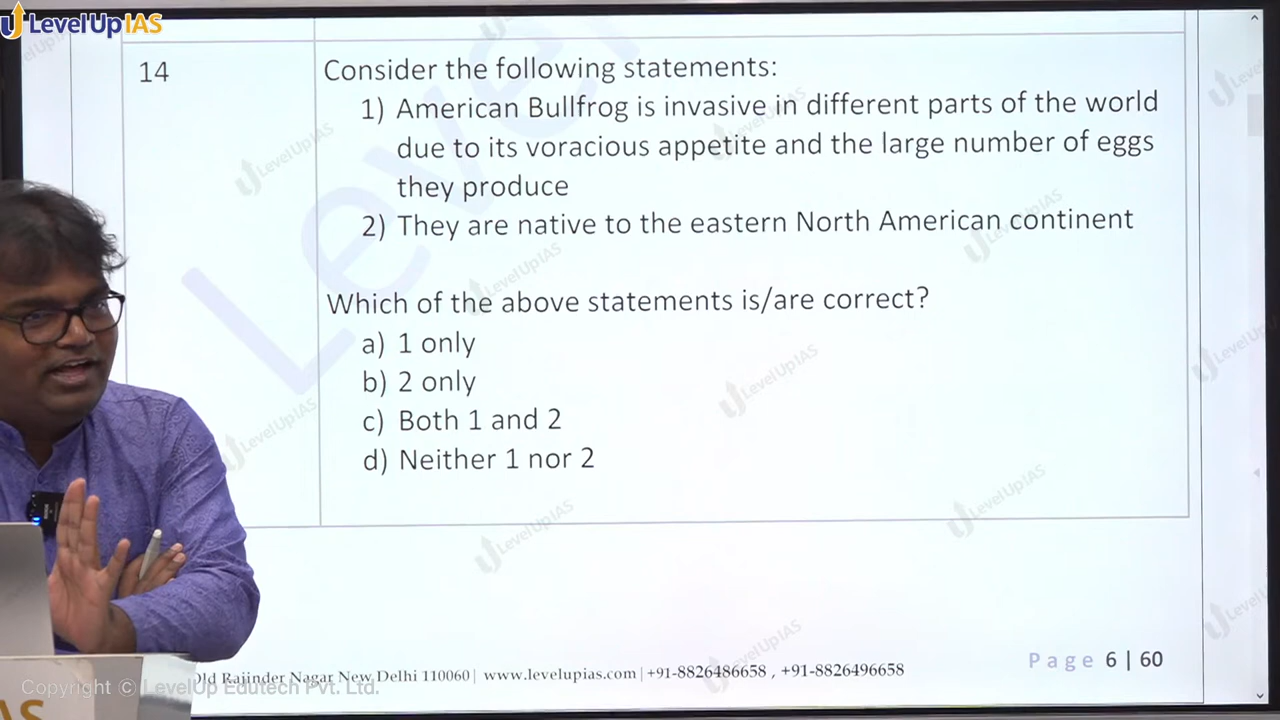 LevelUpIAS
14
Consider the following statements:
1) American Bullfrog is invasive in different parts of the world
due to its voracious appetite and the large number of eggs
they produce
2) They are native to the eastern North American continent
Which of the above statements is/are correct?
a) 1 only
b) 2 only
c) Both 1 and 2
d) Neither 1 nor 2
Old Rajinder Nagar New Delhi 110060 | www.levelupias.com | +91-8826486658 , +91-8826496658
Page 6 | 60
Copyright © LevelUp Edutech Pvt. Ltd.